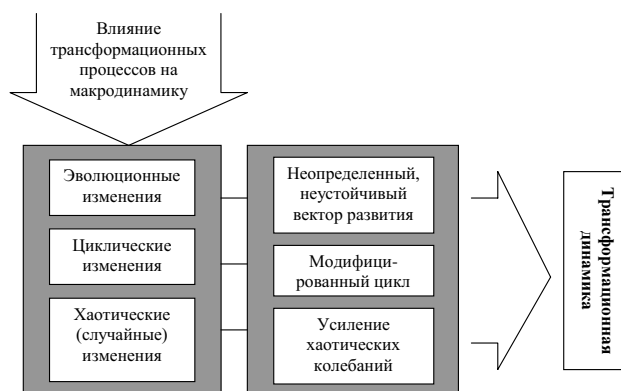 Влияние
трансформационных
процессов на
макродинамику
Эволюционные
изменения
Циклические
изменения
Хаотические
(случайные)
изменения
Неопределенный,
неустойчивый
вектор развития
Модифици-
рованный цикл
Усиление
хаотических
колебаний
Трансформационная
динамика